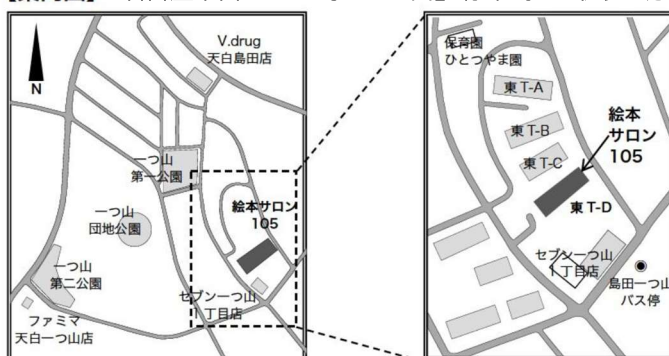 V.drug
天白島田店
N
一つ山
第一公園
絵本サロン
105
一つ山
団地公園
一つ山
第二公園
セブン一つ山
1丁目店
ファミマ
天白一つ山店
保育園
ひとつやま園
東 T-A
東 T-B
東 T-C
絵本
サロン
105
東 T-D
セブン一つ山
1丁目店
島田一つ山
バス停